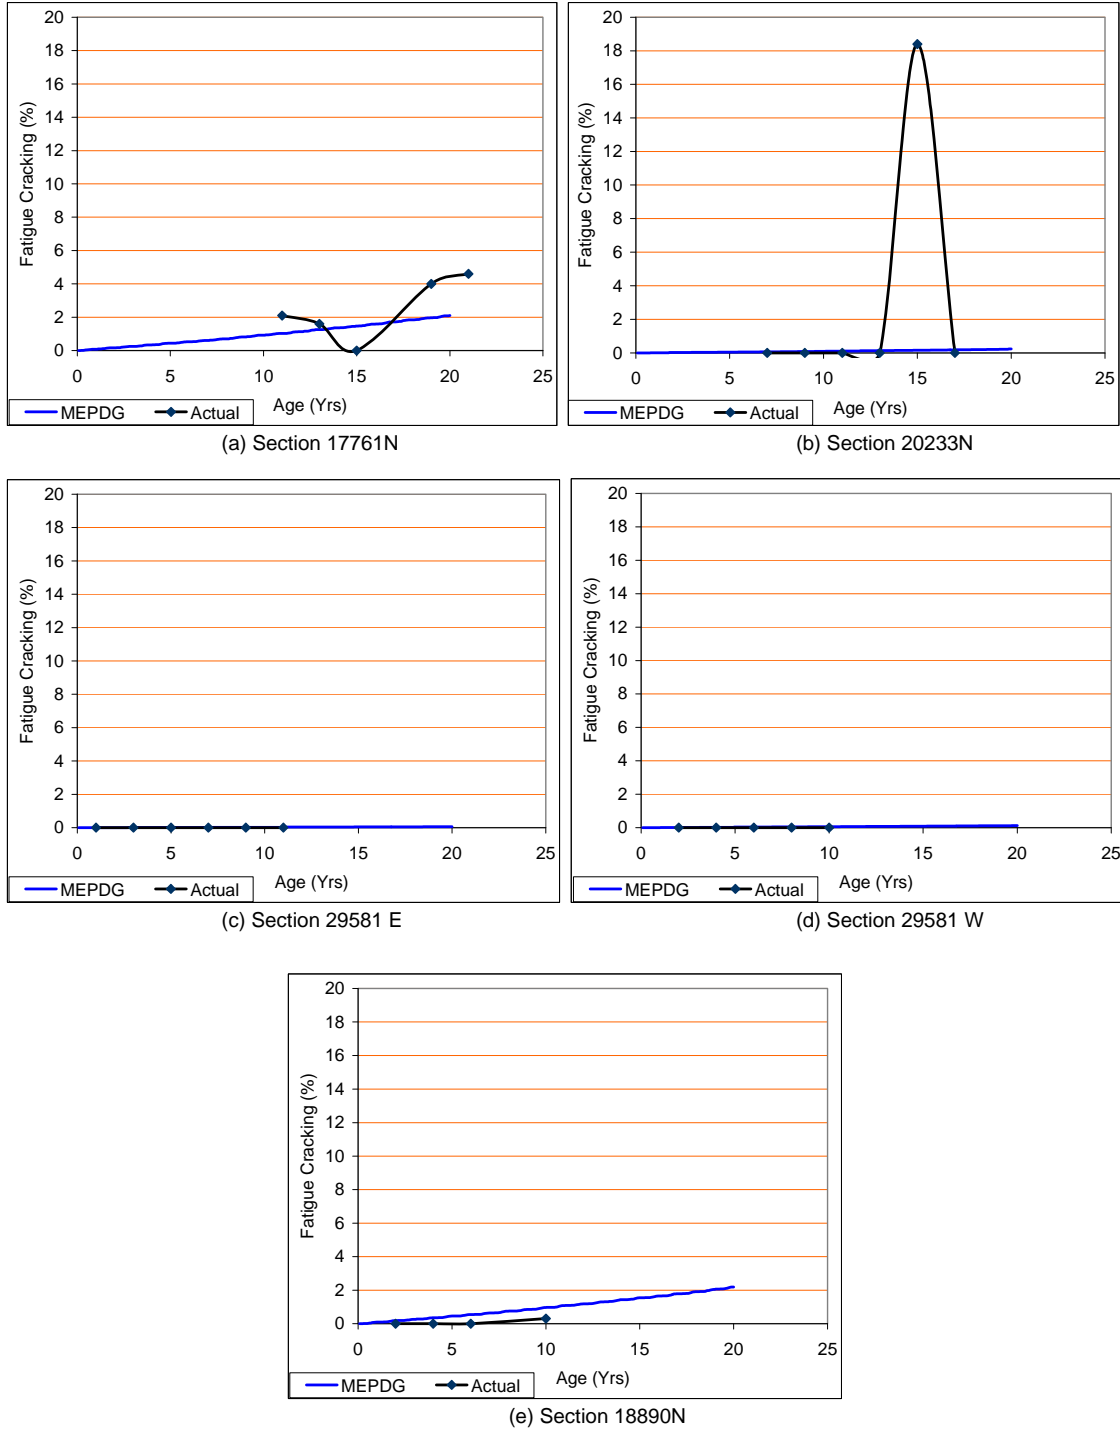 20
18
16
14
12
10
8
6
4
2
0
Fatigue Cracking (%)
0 5 10 15 20 25
Age (Yrs)
MEPDG Actual
(a) Section 17761N
20
18
16
14
12
10
8
6
4
2
0
Fatigue Cracking (%)
0 5 10 15 20 25
Age (Yrs)
MEPDG Actual
(b) Section 20233N
20
18
16
14
12
10
8
6
4
2
0
Fatigue Cracking (%)
0 5 10 15 20 25
Age (Yrs)
MEPDG Actual
(c) Section 29581 E
20
18
16
14
12
10
8
6
4
2
0
Fatigue Cracking (%)
0 5 10 15 20 25
Age (Yrs)
MEPDG Actual
(d) Section 29581 W
20
18
16
14
12
10
8
6
4
2
0
Fatigue Cracking (%)
0 5 10 15 20 25
Age (Yrs)
MEPDG Actual
(e) Section 18890N